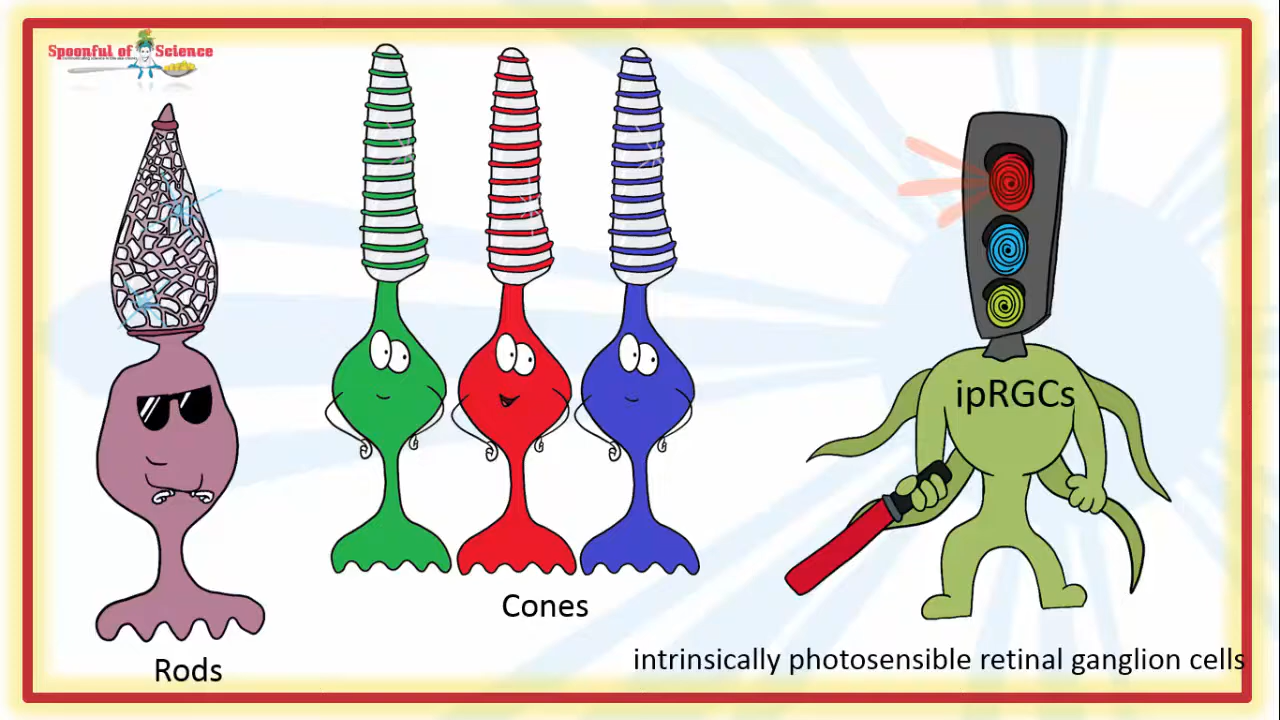 Spoonful of Science
ipRGCs
Cones
intrinsically photosensible retinal ganglion cells
Rods